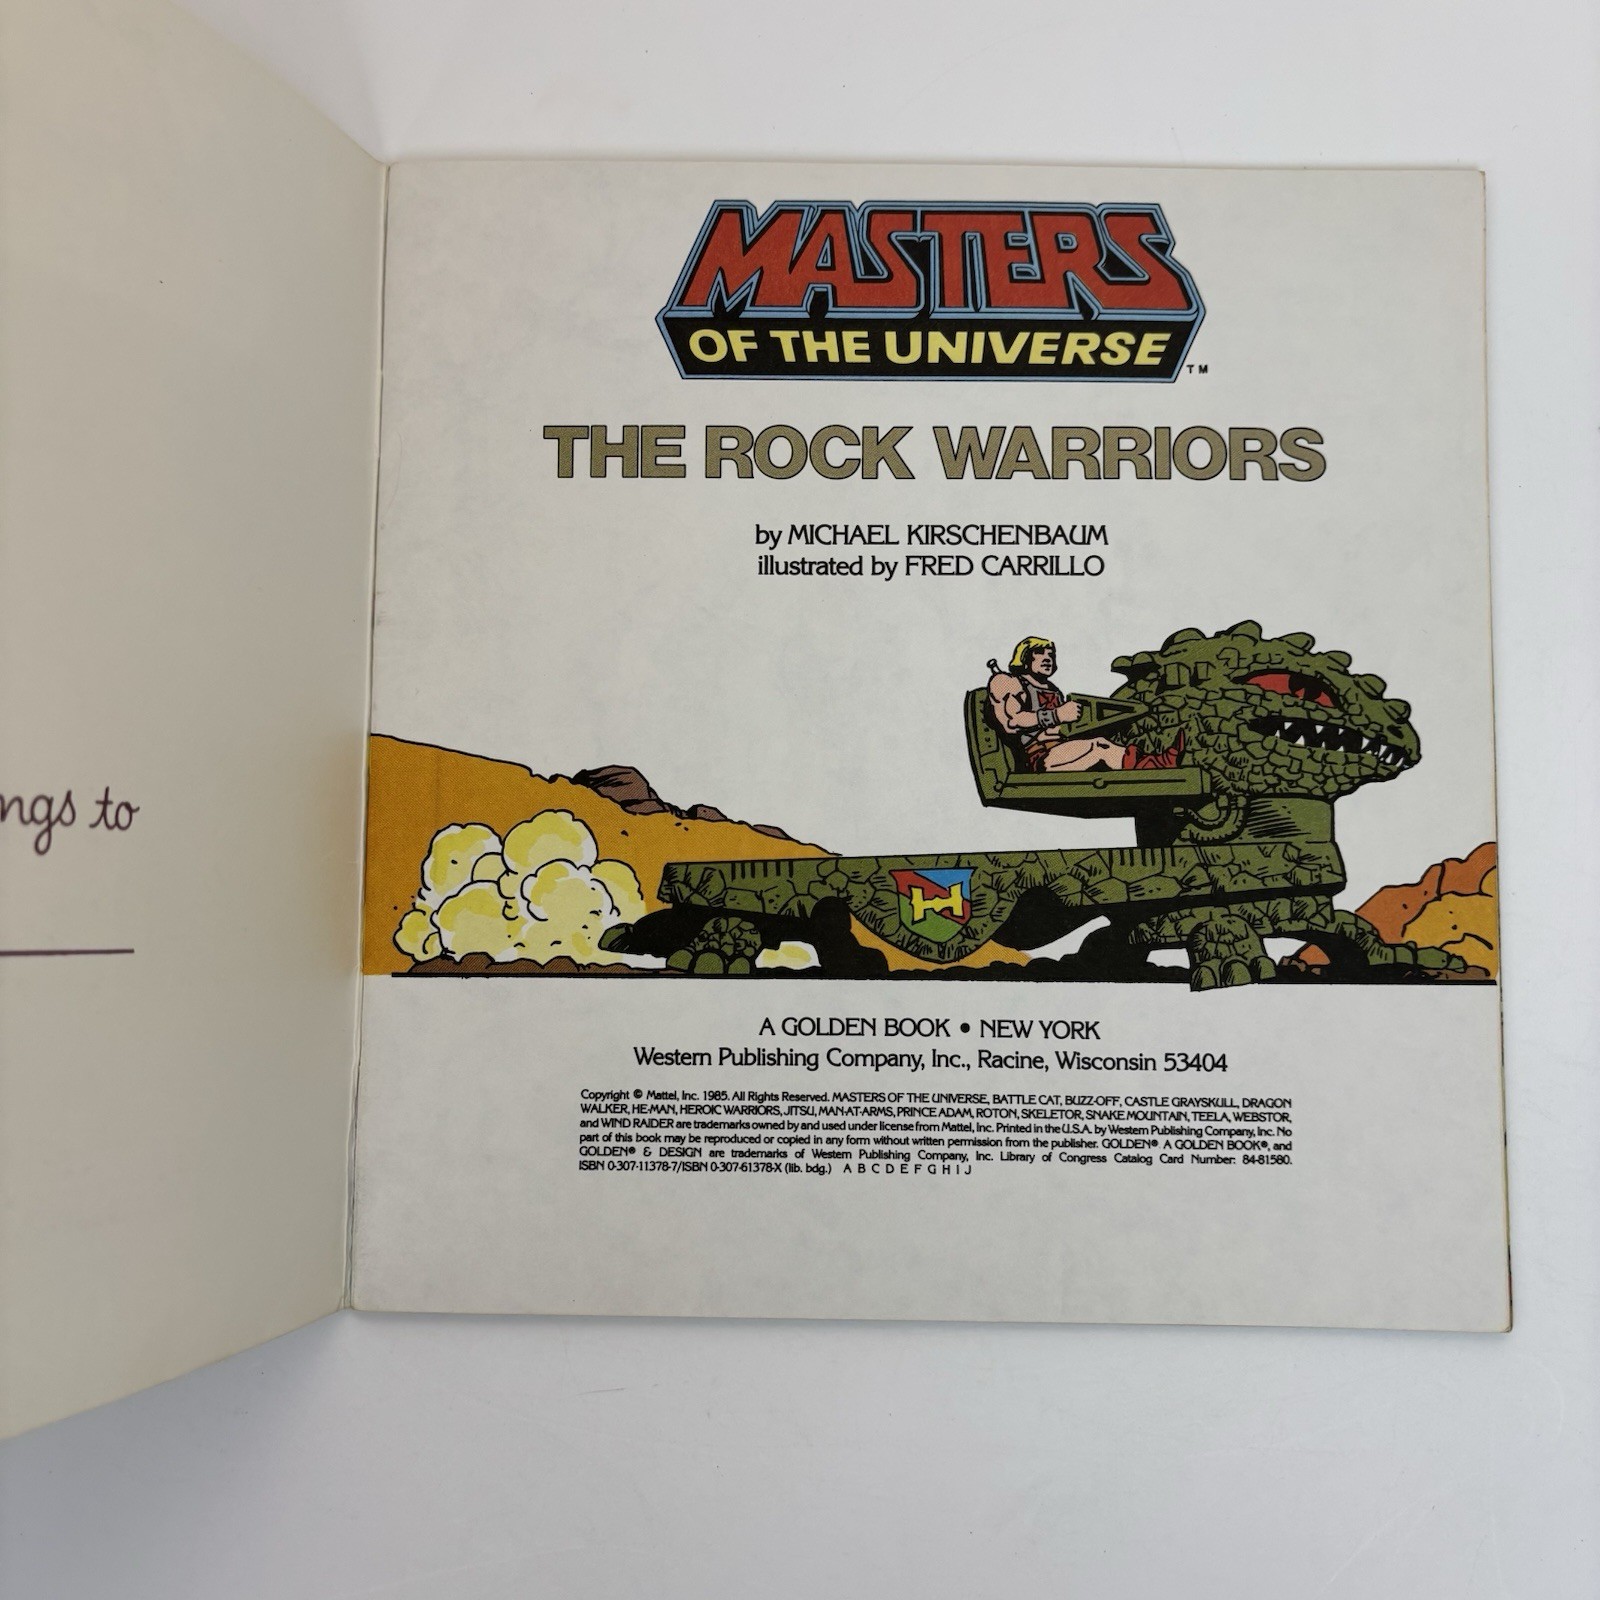 ngs to
MASTERS
OF THE UNIVERSE ™
THE ROCK WARRIORS
by MICHAEL KIRSCHENBAUM
illustrated by FRED CARRILLO
H
A GOLDEN BOOK • NEW YORK
Western Publishing Company, Inc., Racine, Wisconsin 53404
Copyright © Mattel, Inc. 1985. All Rights Reserved. MASTERS OF THE UNIVERSE, BATTLE CAT, BUZZ-OFF, CASTLE GRAYSKULL, DRAGON
WALKER, HE-MAN, HEROIC WARRIORS, JITSU, MAN-AT-ARMS, PRINCE ADAM, ROTON, SKELETOR, SNAKE MOUNTAIN, TEELA, WEBSTOR,
and WIND RAIDER are trademarks owned by and used under license from Mattel, Inc. Printed in the U.S.A. by Western Publishing Company, Inc. No
part of this book may be reproduced or copied in any form without written permission from the publisher. GOLDEN®, A GOLDEN BOOK®, and
GOLDEN® & DESIGN are trademarks of Western Publishing Company, Inc. Library of Congress Catalog Card Number: 84-81580.
ISBN 0-307-11378-7/ISBN 0-307-61378-X (lib. bdg.) A B C D E F G H I J